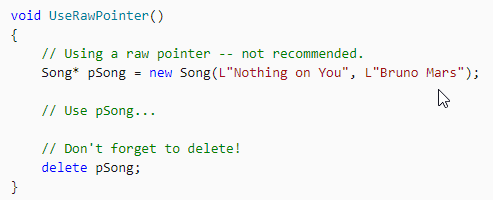 void UseRawPointer()
{
    // Using a raw pointer -- not recommended.
    Song* pSong = new Song(L"Nothing on You", L"Bruno Mars");

    // Use pSong...

    // Don't forget to delete!
    delete pSong;
}